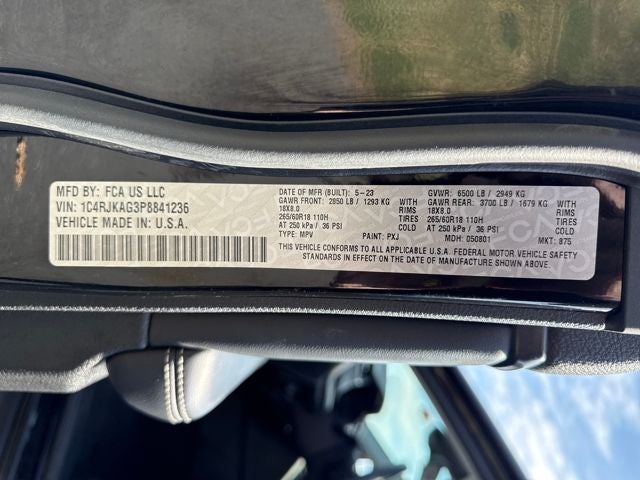 MFD BY: FCA US LLC
VIN: 1C4RJKAG3P8841236
VEHICLE MADE IN: U.S.A.
DATE OF MFR (BUILT): 5-23 GVWR: 6500 LB / 2949 KG
GAWR FRONT: 2850 LB / 1293 KG WITH GAWR REAR: 3700 LB / 1679 KG WITH
18X8.0 RIMS 18X8.0 RIMS
265/60R18 110H TIRES 265/60R18 110H TIRES
AT 250 kPa / 36 PSI COLD AT 250 kPa / 36 PSI COLD
TYPE: MPV PAINT: PXJ MDH: 050801 MKT: 875
THIS VEHICLE CONFORMS TO ALL APPLICABLE U.S.A. FEDERAL MOTOR VEHICLE SAFETY
STANDARDS IN EFFECT ON THE DATE OF MANUFACTURE SHOWN ABOVE.